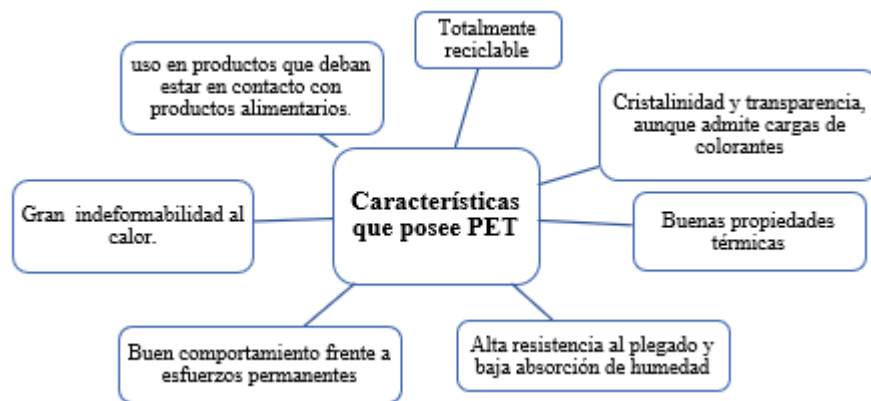 Totalmente
reciclable
uso en productos que deban
estar en contacto con
productos alimentarios.
Cristalinidad y transparencia,
aunque admite cargas de
colorantes
Características
que posee PET
Gran indeformabilidad al
calor.
Buenas propiedades
térmicas
Buen comportamiento frente a
esfuerzos permanentes
Alta resistencia al plegado y
baja absorción de humedad